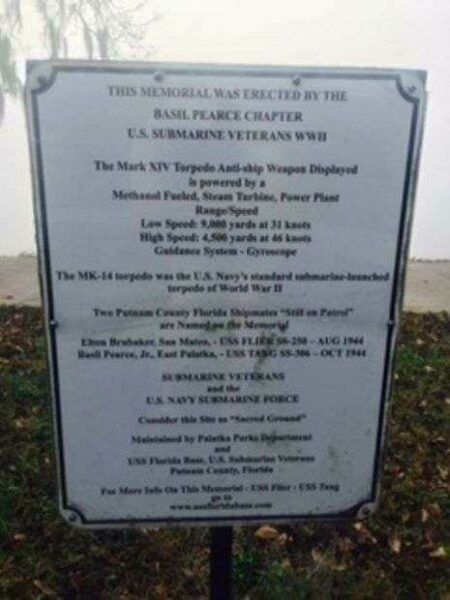 THIS MEMORIAL WAS ERECTED BY THE
BASIL PEARCE CHAPTER
U.S. SUBMARINE VETERANS WWII
The Mark XIV Torpedo Anti-ship Weapon Displayed
is powered by a
Methanol Fueled, Steam Turbine, Power Plant
Range/Speed
Low Speed: 9,000 yards at 31 knots
High Speed: 4,500 yards at 46 knots
Guidance System - Gyroscope
The MK-14 torpedo was the U.S. Navy's standard submarine-launched
torpedo of World War II
Two Putnam County Florida Shipmates "Still on Patrol"
are Named on the Memorial
Elton Brubaker, San Mateo, - USS FLIER SS-250 - AUG 1944
Basil Pearce, Jr., East Palatka, - USS TANG SS-306 - OCT 1944
SUBMARINE VETERANS
and the
U.S. NAVY SUBMARINE FORCE
Consider this Site as "Sacred Ground"
Maintained by Palatka Parks Department
and
USS Florida Base, U.S. Submarine Veterans
Putnam County, Florida
For More Info On This Memorial - USS Flier - USS Tang
go to
www.ussfloridabase.com